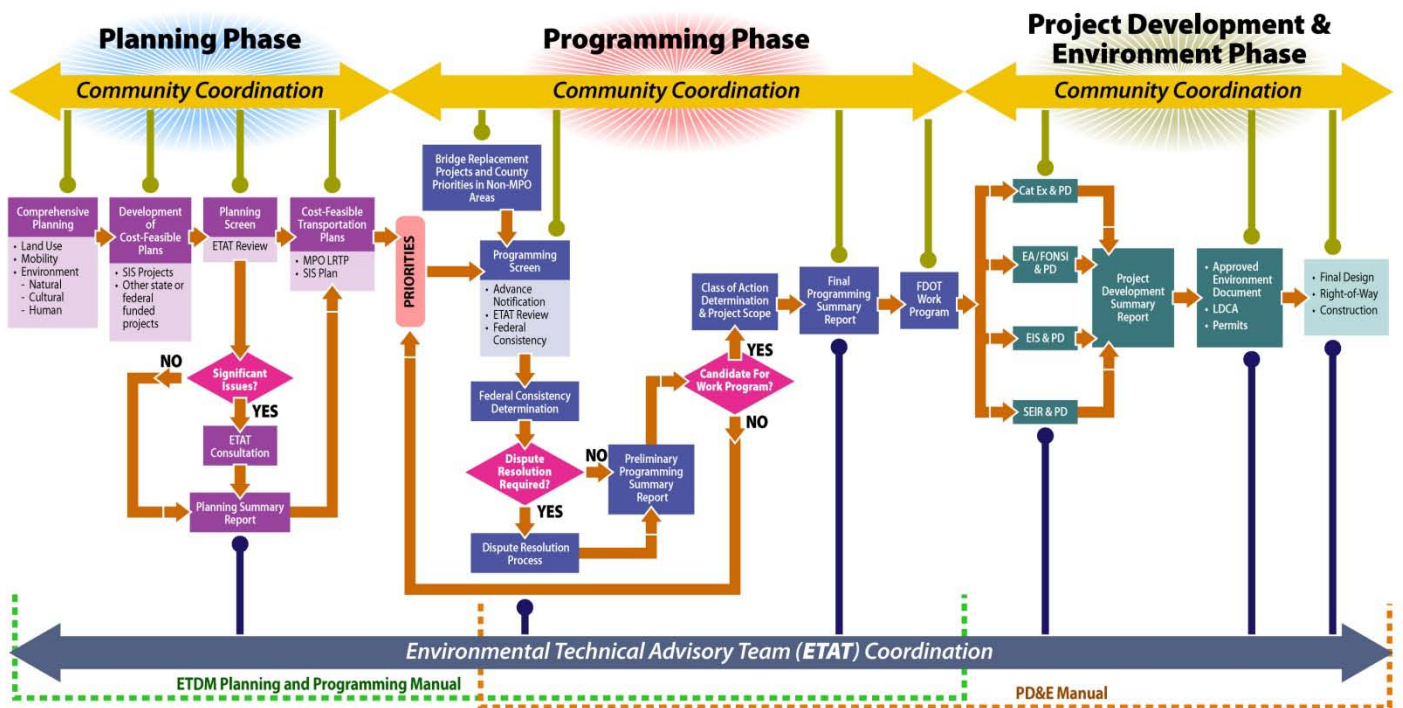 Planning Phase
Community Coordination
Comprehensive
Planning
• Land Use
• Mobility
• Environment
- Natural
- Cultural
- Human
Development
of
Cost-Feasible
Plans
• SIS Projects
• Other state or
federal
funded
projects
Planning
Screen
ETAT Review
Cost-Feasible
Transportation
Plans
• MPO LRTP
• SIS Plan
Significant
Issues?
NO
YES
ETAT
Consultation
Planning Summary
Report
Programming Phase
Community Coordination
PRIORITIES
Bridge Replacement
Projects and County
Priorities in Non-MPO
Areas
Programming
Screen
• Advance
Notification
• ETAT Review
• Federal
Consistency
Federal Consistency
Determination
Dispute
Resolution
Required?
NO
YES
Dispute Resolution
Process
Preliminary
Programming
Summary
Report
Candidate For
Work Program?
YES
NO
Class of Action
Determination
& Project Scope
Final
Programming
Summary
Report
FDOT
Work
Program
Project Development &
Environment Phase
Community Coordination
Cat Ex & PD
EA/FONSI
& PD
EIS & PD
SEIR & PD
Project
Development
Summary
Report
• Approved
Environment
Document
• LDCA
• Permits
• Final Design
• Right-of-Way
• Construction
Environmental Technical Advisory Team (ETAT) Coordination
ETDM Planning and Programming Manual
PD&E Manual